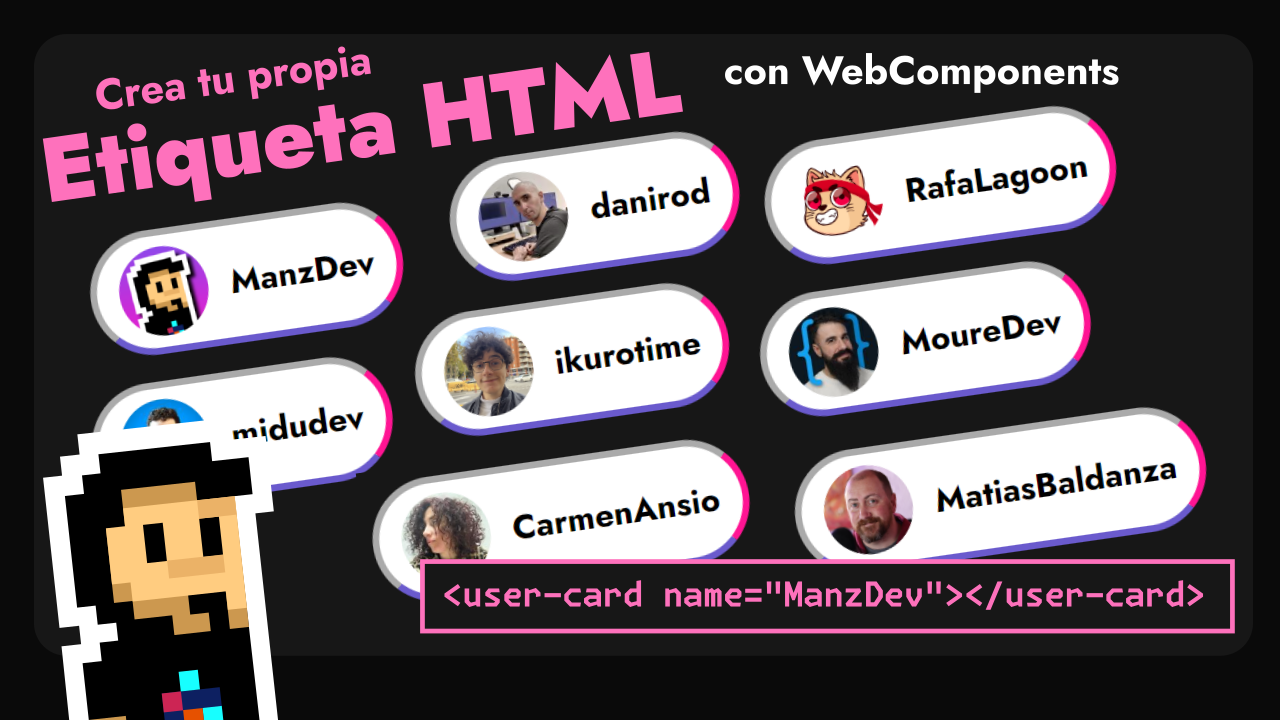 Crea tu propia
Etiqueta HTML
con WebComponents
danirod
RafaLagoon
ManzDev
ikurotime
MoureDev
midudev
CarmenAnsio
MatiasBaldanza
<user-card name="ManzDev"></user-card>